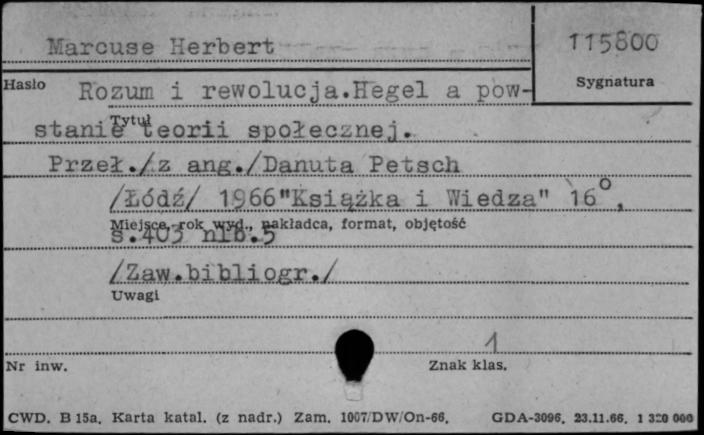 Marcuse Herbert
115800
Hasło
Sygnatura
Rozum i rewolucja.Hegel a pow-
Tytuł
stanie teorii społecznej.
Przeł./z ang./Danuta Petsch
/Łódź/ 1966"Książka i Wiedza" 16°,
Miejsce, rok wyd., nakładca, format, objętość
s.403 nlb.5
/Zaw.bibliogr./
Uwagi
1
Nr inw.
Znak klas.
CWD. B 15a. Karta katal. (z nadr.) Zam. 1007/DW/On-66. GDA-3096. 23.11.66. 1 320 000